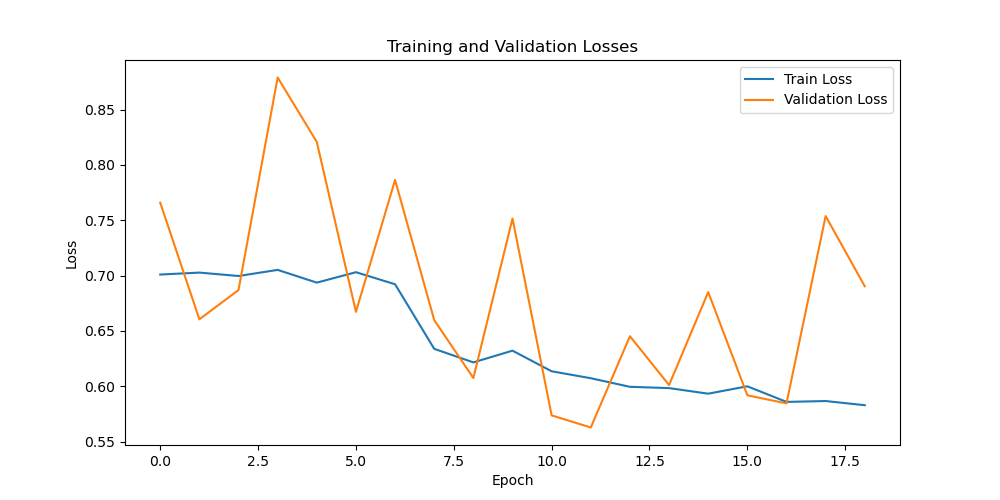 Training and Validation Losses
Train Loss
Validation Loss
0.85
0.80
0.75
0.70
0.65
0.60
0.55
Loss
0.0 2.5 5.0 7.5 10.0 12.5 15.0 17.5
Epoch